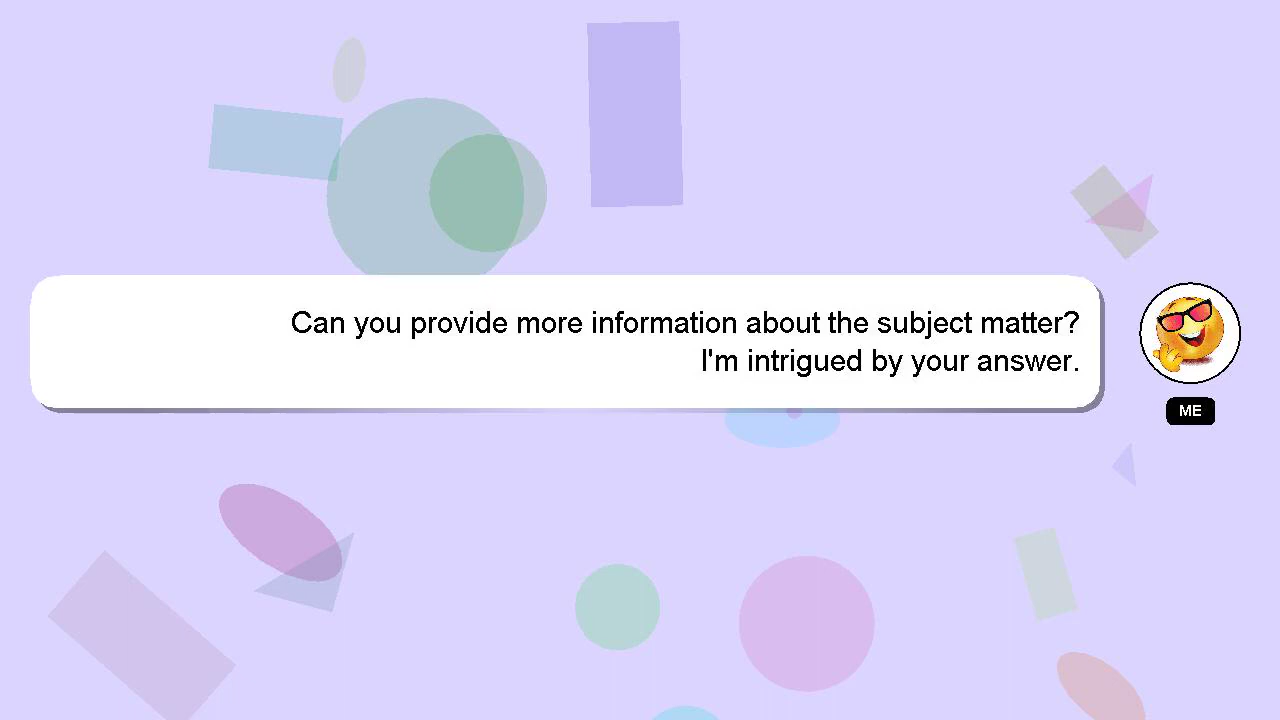 Can you provide more information about the subject matter?
I'm intrigued by your answer.
ME